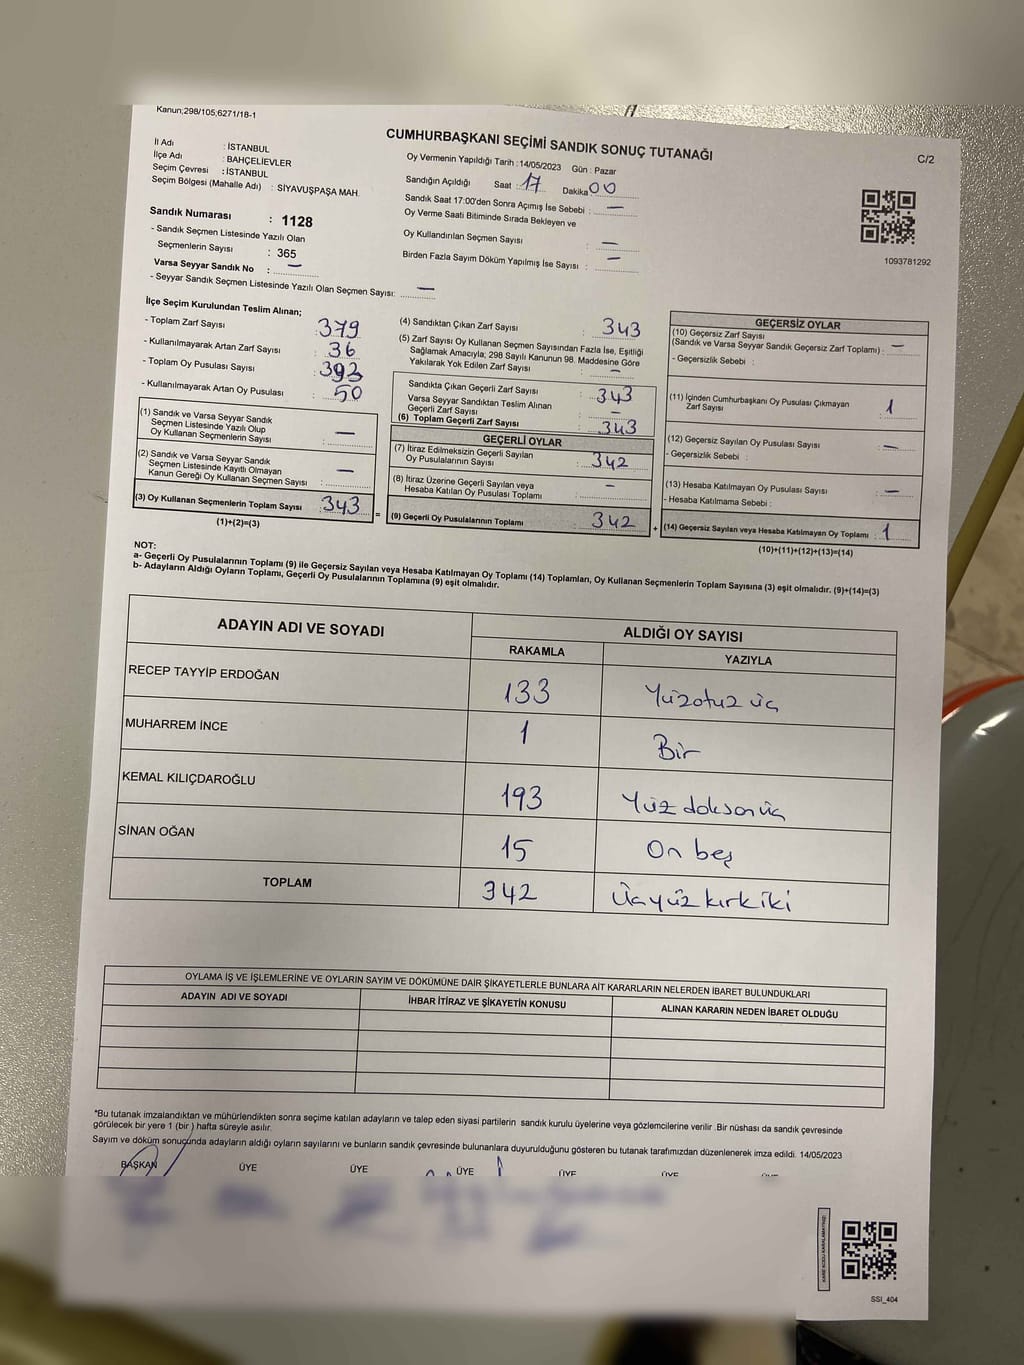 Kanun;298/105;6271/18-1
CUMHURBAŞKANI SEÇİMİ SANDIK SONUÇ TUTANAĞI
C/2
İl Adı : İSTANBUL
İlçe Adı : BAHÇELİEVLER
Seçim Çevresi : İSTANBUL
Seçim Bölgesi (Mahalle Adı) : SİYAVUŞPAŞA MAH.
Oy Vermenin Yapıldığı Tarih : 14/05/2023 Gün : Pazar
Sandığın Açıldığı Saat : 17 Dakika 00
Sandık Saat 17:00'den Sonra Açımış İse Sebebi : —
Oy Verme Saati Bitiminde Sırada Bekleyen ve
Oy Kullandırılan Seçmen Sayısı : —
Birden Fazla Sayım Döküm Yapılmış İse Sayısı : —
1093781292
Sandık Numarası : 1128
- Sandık Seçmen Listesinde Yazılı Olan
Seçmenlerin Sayısı : 365
Varsa Seyyar Sandık No : —
- Seyyar Sandık Seçmen Listesinde Yazılı Olan Seçmen Sayısı: —
İlçe Seçim Kurulundan Teslim Alınan;
- Toplam Zarf Sayısı : 379
- Kullanılmayarak Artan Zarf Sayısı : 36
- Toplam Oy Pusulası Sayısı : 393
- Kullanılmayarak Artan Oy Pusulası : 50
(1) Sandık ve Varsa Seyyar Sandık
Seçmen Listesinde Yazılı Olup
Oy Kullanan Seçmenlerin Sayısı : —
(2) Sandık ve Varsa Seyyar Sandık
Seçmen Listesinde Kayıtlı Olmayan
Kanun Gereği Oy Kullanan Seçmen Sayısı : —
(3) Oy Kullanan Seçmenlerin Toplam Sayısı : 343
(1)+(2)=(3)
=
(4) Sandıktan Çıkan Zarf Sayısı : 343
(5) Zarf Sayısı Oy Kullanan Seçmen Sayısından Fazla İse, Eşitliği
Sağlamak Amacıyla; 298 Sayılı Kanunun 98. Maddesine Göre
Yakılarak Yok Edilen Zarf Sayısı : —
Sandıkta Çıkan Geçerli Zarf Sayısı : 343
Varsa Seyyar Sandıktan Teslim Alınan
Geçerli Zarf Sayısı : —
(6) Toplam Geçerli Zarf Sayısı : 343
GEÇERLİ OYLAR
(7) İtiraz Edilmeksizin Geçerli Sayılan
Oy Pusulalarının Sayısı : 342
(8) İtiraz Üzerine Geçerli Sayılan veya
Hesaba Katılan Oy Pusulası Toplamı : —
(9) Geçerli Oy Pusulalarının Toplamı : 342
+
GEÇERSİZ OYLAR
(10) Geçersiz Zarf Sayısı
(Sandık ve Varsa Seyyar Sandık Geçersiz Zarf Toplamı) : —
- Geçersizlik Sebebi :
(11) İçinden Cumhurbaşkanı Oy Pusulası Çıkmayan
Zarf Sayısı : 1
(12) Geçersiz Sayılan Oy Pusulası Sayısı : —
- Geçersizlik Sebebi :
(13) Hesaba Katılmayan Oy Pusulası Sayısı : —
- Hesaba Katılmama Sebebi :
(14) Geçersiz Sayılan veya Hesaba Katılmayan Oy Toplamı : 1
(10)+(11)+(12)+(13)=(14)
NOT:
a- Geçerli Oy Pusulalarının Toplamı (9) ile Geçersiz Sayılan veya Hesaba Katılmayan Oy Toplamı (14) Toplamları, Oy Kullanan Seçmenlerin Toplam Sayısına (3) eşit olmalıdır. (9)+(14)=(3)
b- Adayların Aldığı Oyların Toplamı, Geçerli Oy Pusulalarının Toplamına (9) eşit olmalıdır.
ADAYIN ADI VE SOYADI
ALDIĞI OY SAYISI
RAKAMLA YAZIYLA
RECEP TAYYİP ERDOĞAN 133 Yüzotuz üç
MUHARREM İNCE 1 Bir
KEMAL KILIÇDAROĞLU 193 Yüz doksan üç
SİNAN OĞAN 15 On beş
TOPLAM 342 Üçyüz kırk iki
OYLAMA İŞ VE İŞLEMLERİNE VE OYLARIN SAYIM VE DÖKÜMÜNE DAİR ŞİKAYETLERLE BUNLARA AİT KARARLARIN NELERDEN İBARET BULUNDUKLARI
ADAYIN ADI VE SOYADI İHBAR İTİRAZ VE ŞİKAYETİN KONUSU ALINAN KARARIN NEDEN İBARET OLDUĞU
*Bu tutanak imzalandıktan ve mühürlendikten sonra seçime katılan adayların ve talep eden siyasi partilerin sandık kurulu üyelerine veya gözlemcilerine verilir .Bir nüshası da sandık çevresinde
görülecek bir yere 1 (bir ) hafta süreyle asılır.
Sayım ve döküm sonucunda adayların aldığı oyların sayılarını ve bunların sandık çevresinde bulunanlara duyurulduğunu gösteren bu tutanak tarafımızdan düzenlenerek imza edildi. 14/05/2023
BAŞKAN ÜYE ÜYE ÜYE ÜYE ÜYE
KARE KODU KARALAMAYINIZ!
SSI_404